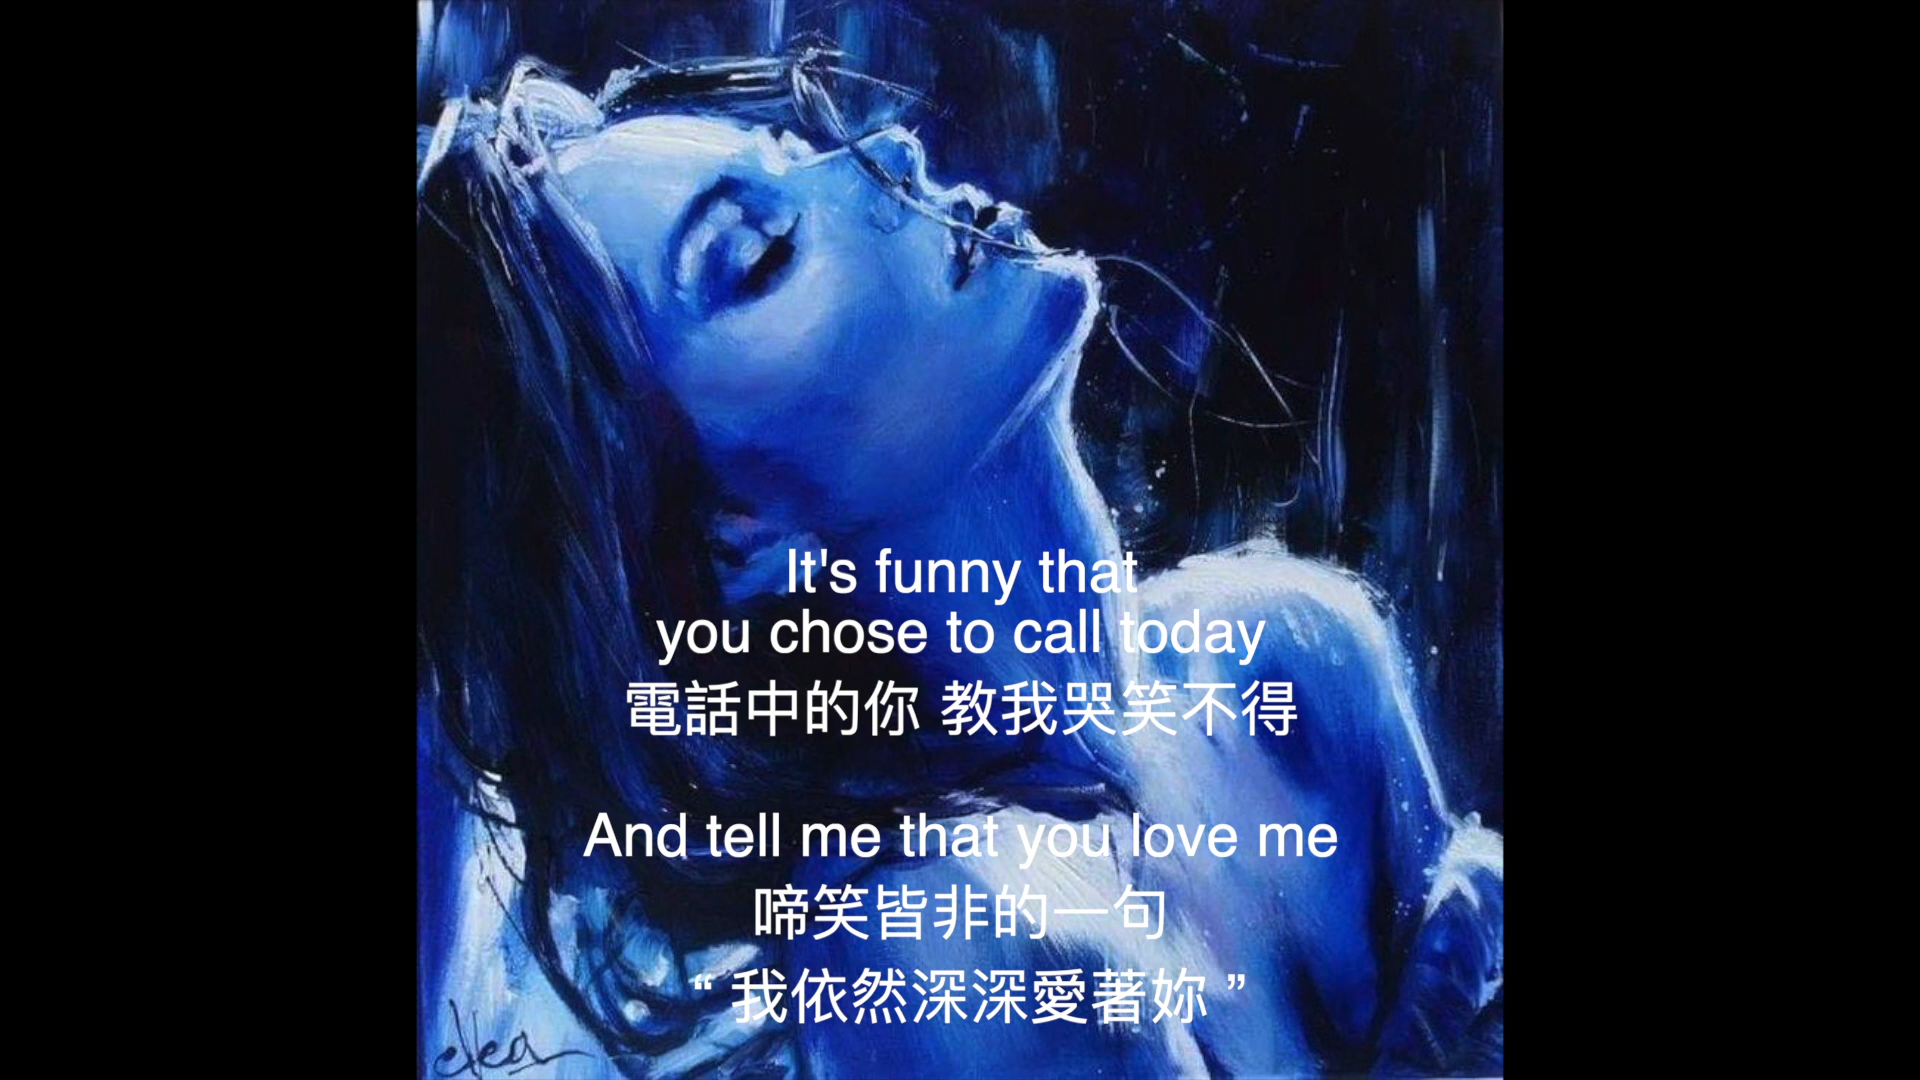 It's funny that
you chose to call today
電話中的你 教我哭笑不得
And tell me that you love me
啼笑皆非的一句
“ 我依然深深愛著妳 ”